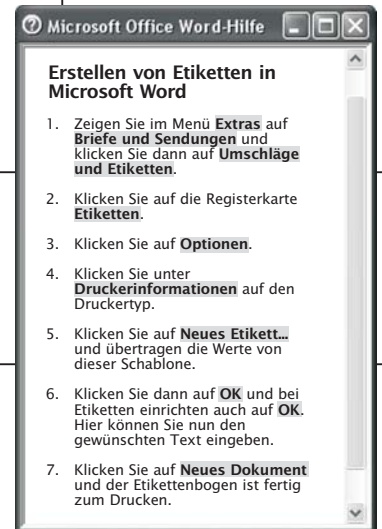 Microsoft Office Word-Hilfe
Erstellen von Etiketten in
Microsoft Word
1. Zeigen Sie im Menü Extras auf
Briefe und Sendungen und
klicken Sie dann auf Umschläge
und Etiketten.
2. Klicken Sie auf die Registerkarte
Etiketten.
3. Klicken Sie auf Optionen.
4. Klicken Sie unter
Druckerinformationen auf den
Druckertyp.
5. Klicken Sie auf Neues Etikett...
und übertragen die Werte von
dieser Schablone.
6. Klicken Sie dann auf OK und bei
Etiketten einrichten auch auf OK.
Hier können Sie nun den
gewünschten Text eingeben.
7. Klicken Sie auf Neues Dokument
und der Etikettenbogen ist fertig
zum Drucken.